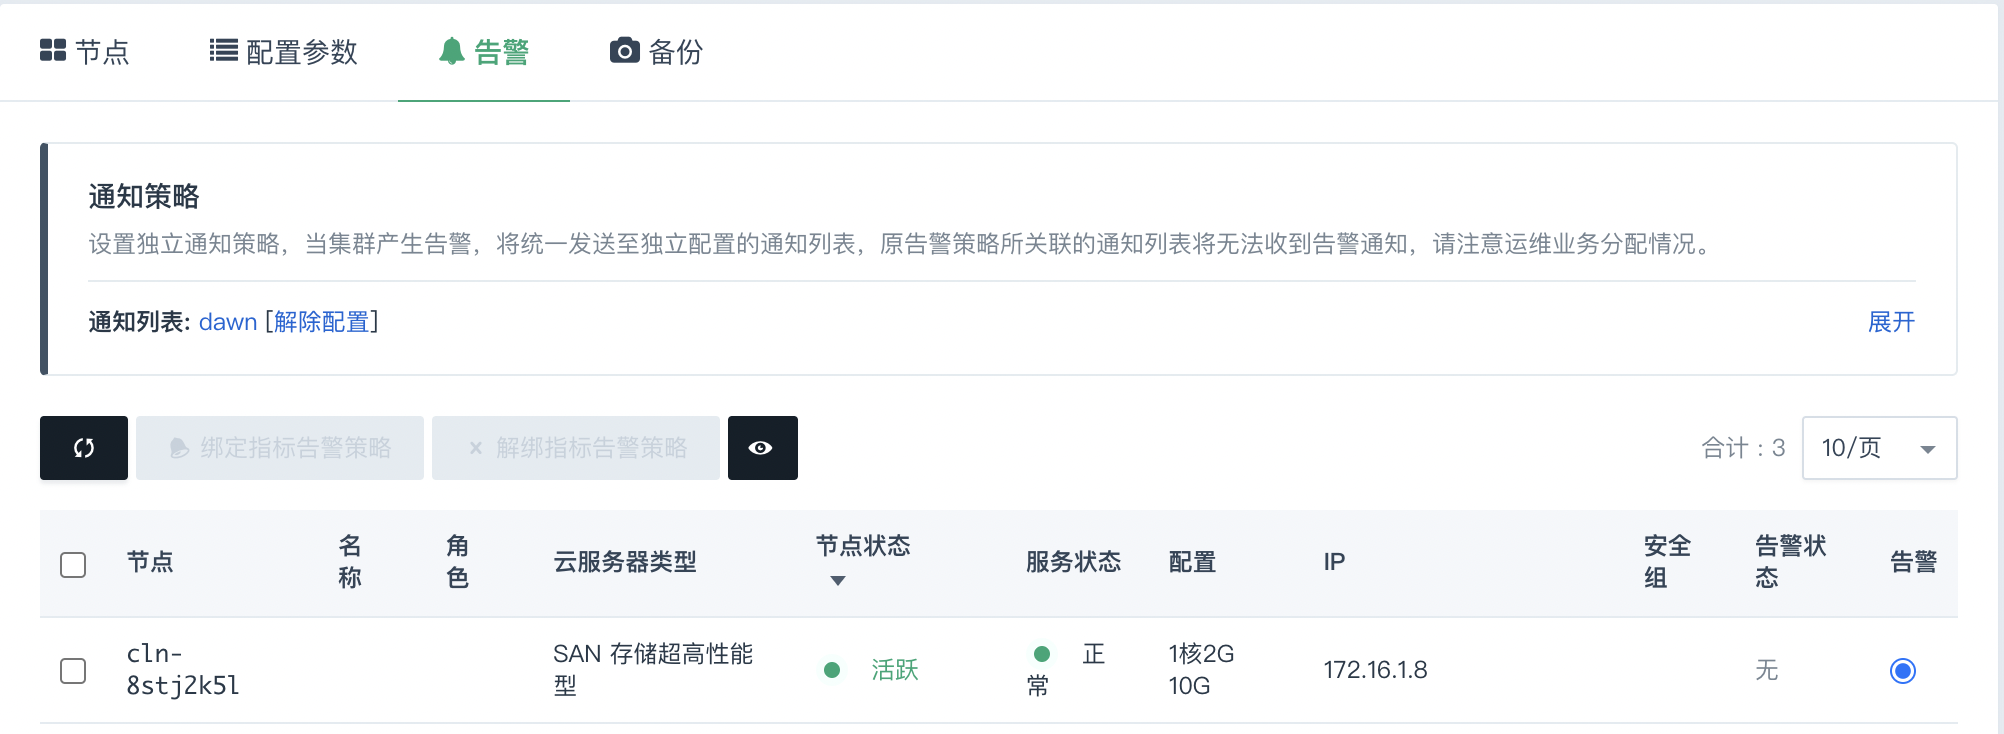 节点 配置参数 告警 备份
通知策略
设置独立通知策略，当集群产生告警，将统一发送至独立配置的通知列表，原告警策略所关联的通知列表将无法收到告警通知，请注意运维业务分配情况。
通知列表: dawn [解除配置] 展开
绑定指标告警策略 × 解绑指标告警策略 合计：3 10/页
节点 名称 角色 云服务器类型 节点状态 服务状态 配置 IP 安全组 告警状态 告警
cln-8stj2k5l SAN 存储超高性能型 活跃 正常 1核2G 10G 172.16.1.8 无